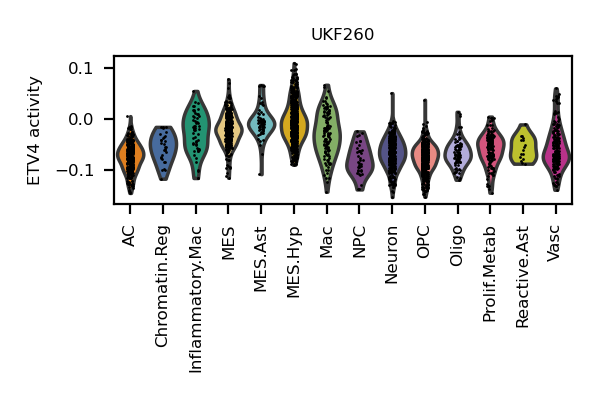 UKF260
ETV4 activity
0.1
0.0
−0.1
AC
Chromatin.Reg
Inflammatory.Mac
MES
MES.Ast
MES.Hyp
Mac
NPC
Neuron
OPC
Oligo
Prolif.Metab
Reactive.Ast
Vasc